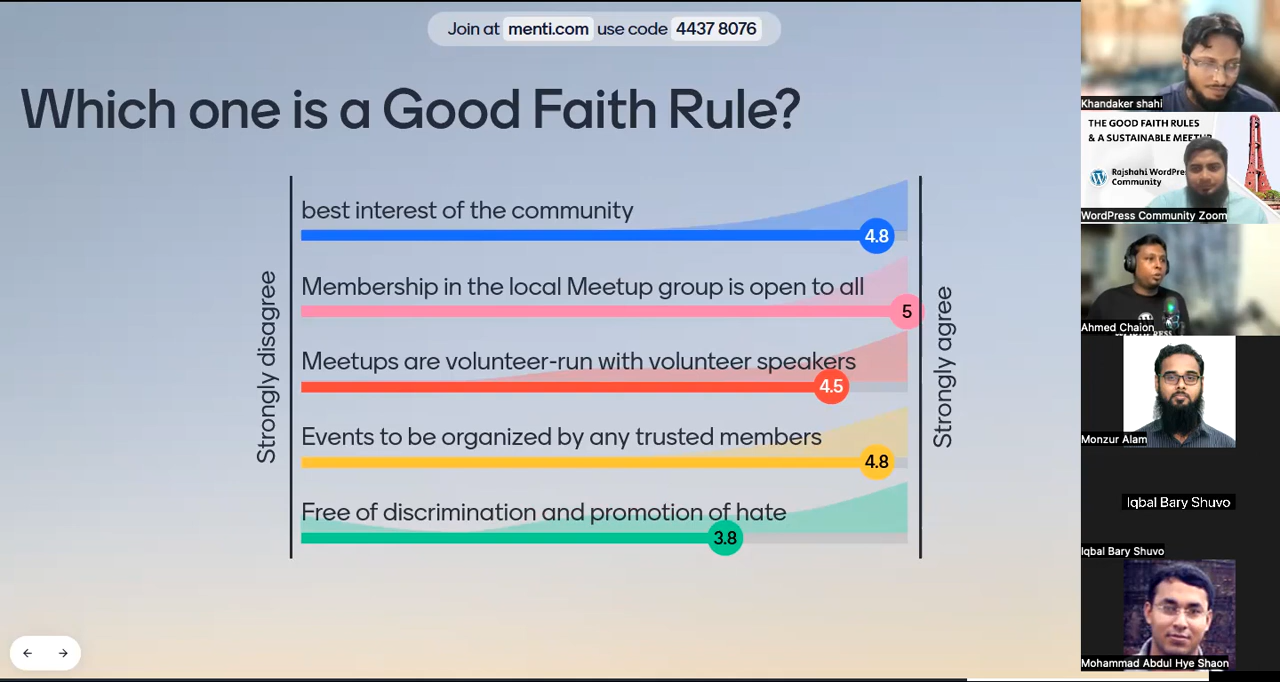 Join at menti.com use code 4437 8076
Which one is a Good Faith Rule?
Strongly disagree
best interest of the community
4.8
Membership in the local Meetup group is open to all
5
Meetups are volunteer-run with volunteer speakers
4.5
Events to be organized by any trusted members
4.8
Free of discrimination and promotion of hate
3.8
Strongly agree
Khandaker shahi
THE GOOD FAITH RULES
& A SUSTAINABLE MEETUP
Rajshahi WordPres
Community
WordPress Community Zoom
Ahmed Chaion
Monzur Alam
Iqbal Bary Shuvo
Iqbal Bary Shuvo
Mohammad Abdul Hye Shaon